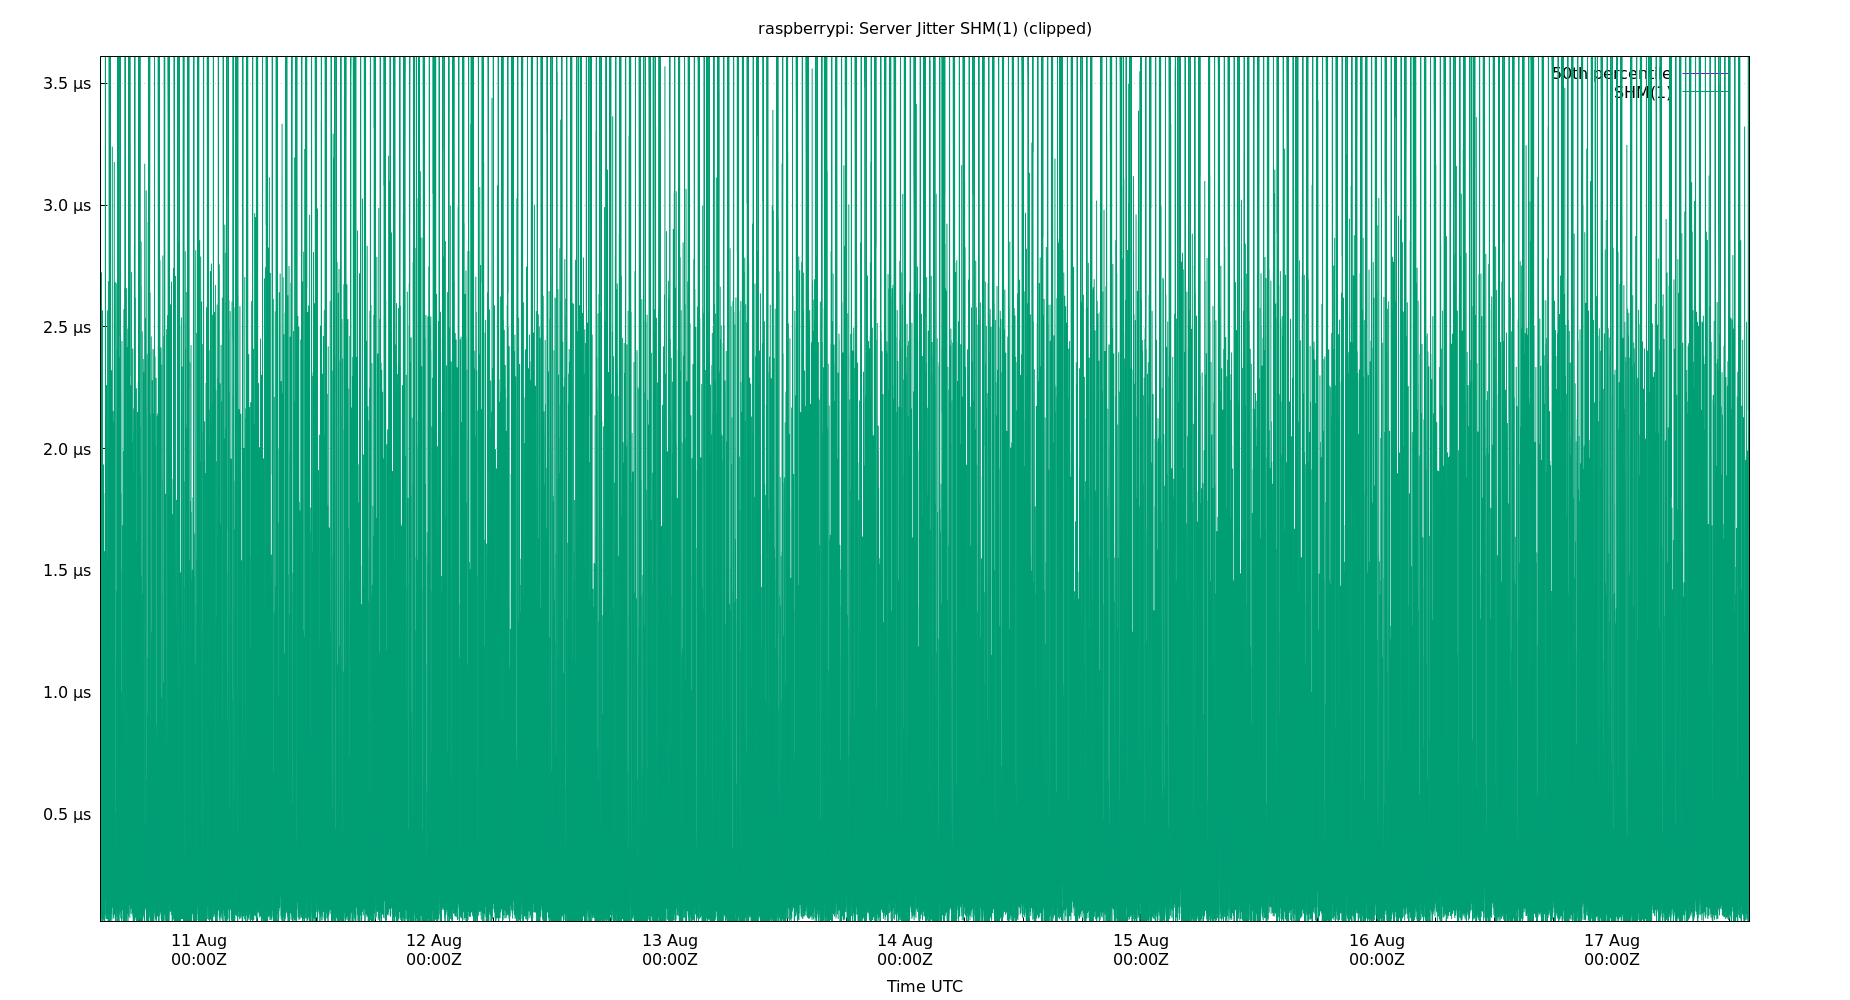 raspberrypi: Server Jitter SHM(1) (clipped)
3.5 µs
50th percentile
SHM(1)
3.0 µs
2.5 µs
2.0 µs
1.5 µs
1.0 µs
0.5 µs
11 Aug 12 Aug 13 Aug 14 Aug 15 Aug 16 Aug 17 Aug
00:00Z 00:00Z 00:00Z 00:00Z 00:00Z 00:00Z 00:00Z
Time UTC